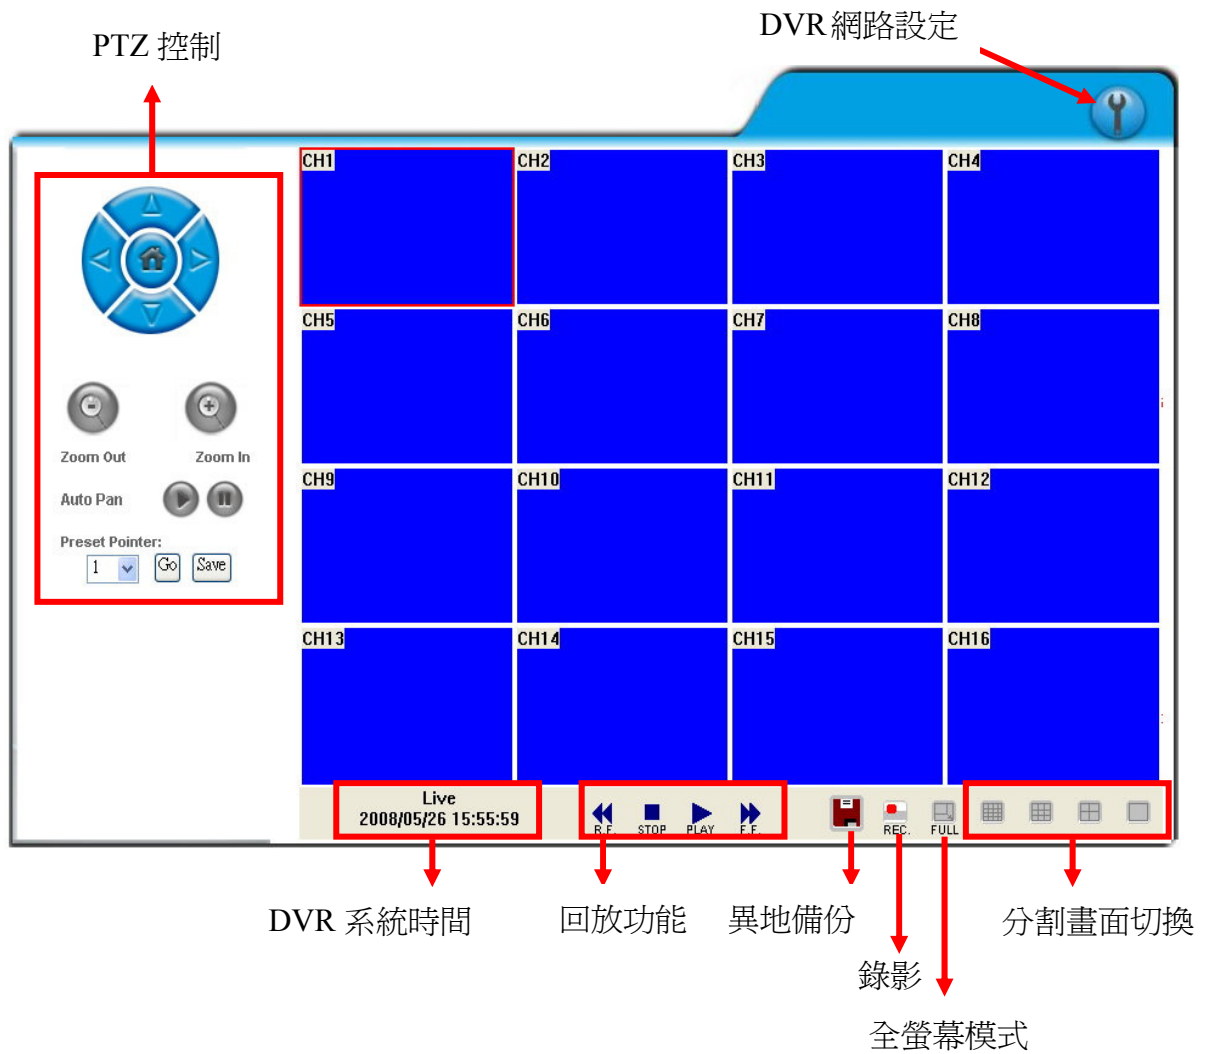 DVR 網路設定
PTZ 控制
CH1 CH2 CH3 CH4
CH5 CH6 CH7 CH8
Zoom Out Zoom In
CH9 CH10 CH11 CH12
Auto Pan
Preset Pointer:
1 Go Save
CH13 CH14 CH15 CH16
Live
2008/05/26 15:55:59
R.F. STOP PLAY F.F. REC. FULL
DVR 系統時間 回放功能 異地備份 分割畫面切換
錄影
全螢幕模式